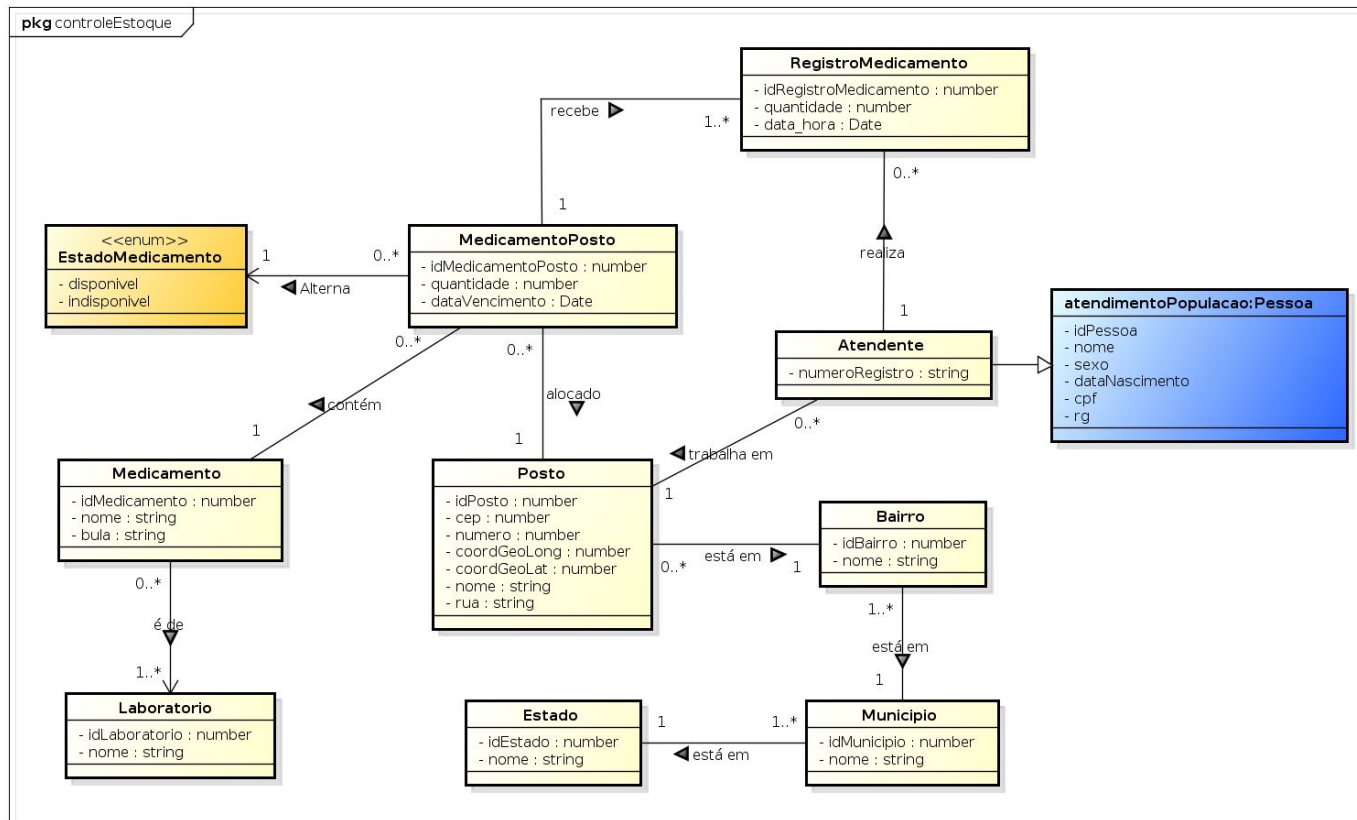 pkg controleEstoque
RegistroMedicamento
- idRegistroMedicamento : number
- quantidade : number
- data_hora : Date
recebe
1..*
0..*
1
<<enum>>
EstadoMedicamento
- disponivel
- indisponivel
1
0..*
Alterna
MedicamentoPosto
- idMedicamentoPosto : number
- quantidade : number
- dataVencimento : Date
realiza
1
atendimentoPopulacao:Pessoa
- idPessoa
- nome
- sexo
- dataNascimento
- cpf
- rg
Atendente
- numeroRegistro : string
0..*
0..*
contém
alocado
1
1
0..*
trabalha em
1
Medicamento
- idMedicamento : number
- nome : string
- bula : string
Posto
- idPosto : number
- cep : number
- numero : number
- coordGeoLong : number
- coordGeoLat : number
- nome : string
- rua : string
Bairro
- idBairro : number
- nome : string
0..*
está em
1
0..*
é de
1..*
1..*
está em
1
Laboratorio
- idLaboratorio : number
- nome : string
Estado
- idEstado : number
- nome : string
1
1..*
está em
Municipio
- idMunicipio : number
- nome : string